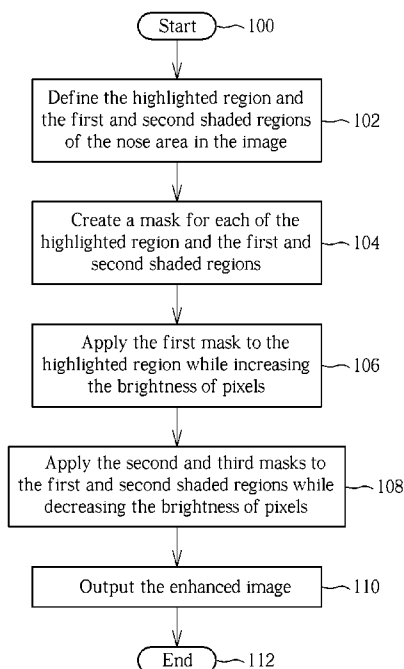 Start
100
Define the highlighted region and
the first and second shaded regions
of the nose area in the image
102
Create a mask for each of the
highlighted region and the first and
second shaded regions
104
Apply the first mask to the
highlighted region while increasing
the brightness of pixels
106
Apply the second and third masks to
the first and second shaded regions while
decreasing the brightness of pixels
108
Output the enhanced image
110
End
112